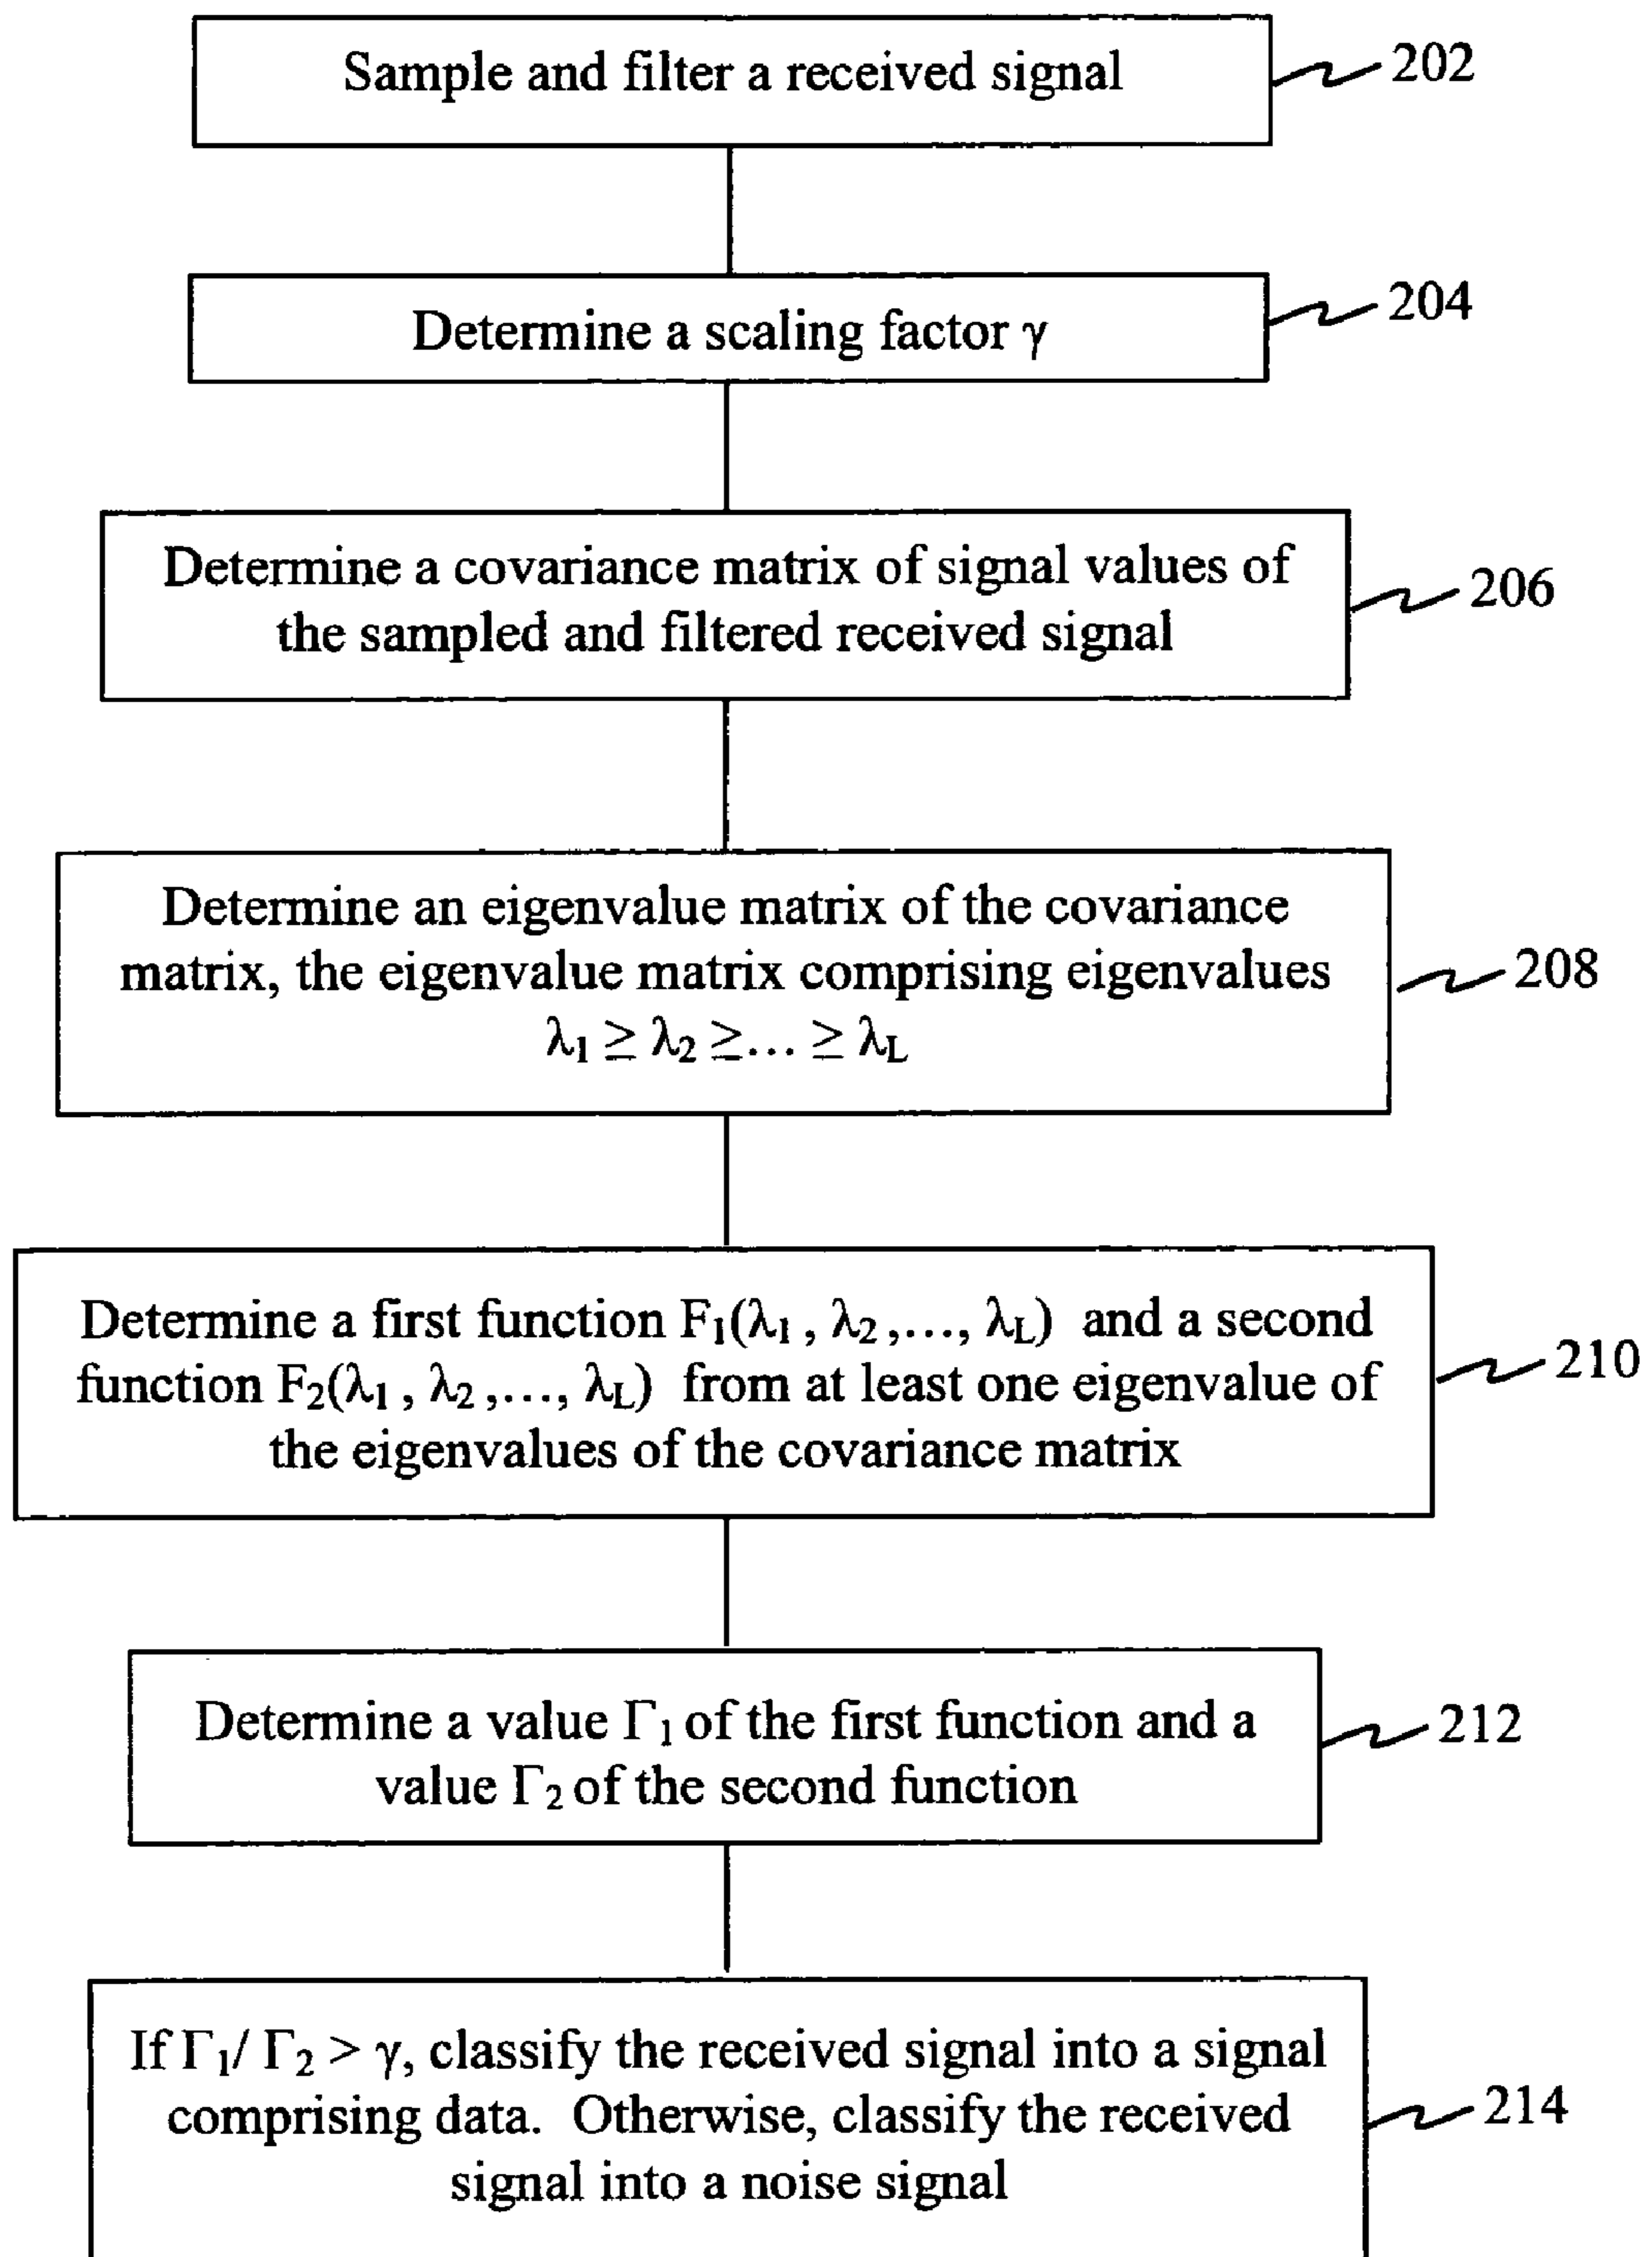 Sample and filter a received signal
202
Determine a scaling factor γ
204
Determine a covariance matrix of signal values of
the sampled and filtered received signal
206
Determine an eigenvalue matrix of the covariance
matrix, the eigenvalue matrix comprising eigenvalues
λ₁ ≥ λ₂ ≥... ≥ λ_L
208
Determine a first function F₁(λ₁ , λ₂ ,..., λ_L) and a second
function F₂(λ₁ , λ₂ ,..., λ_L) from at least one eigenvalue of
the eigenvalues of the covariance matrix
210
Determine a value Γ₁ of the first function and a
value Γ₂ of the second function
212
If Γ₁/ Γ₂ > γ, classify the received signal into a signal
comprising data. Otherwise, classify the received
signal into a noise signal
214